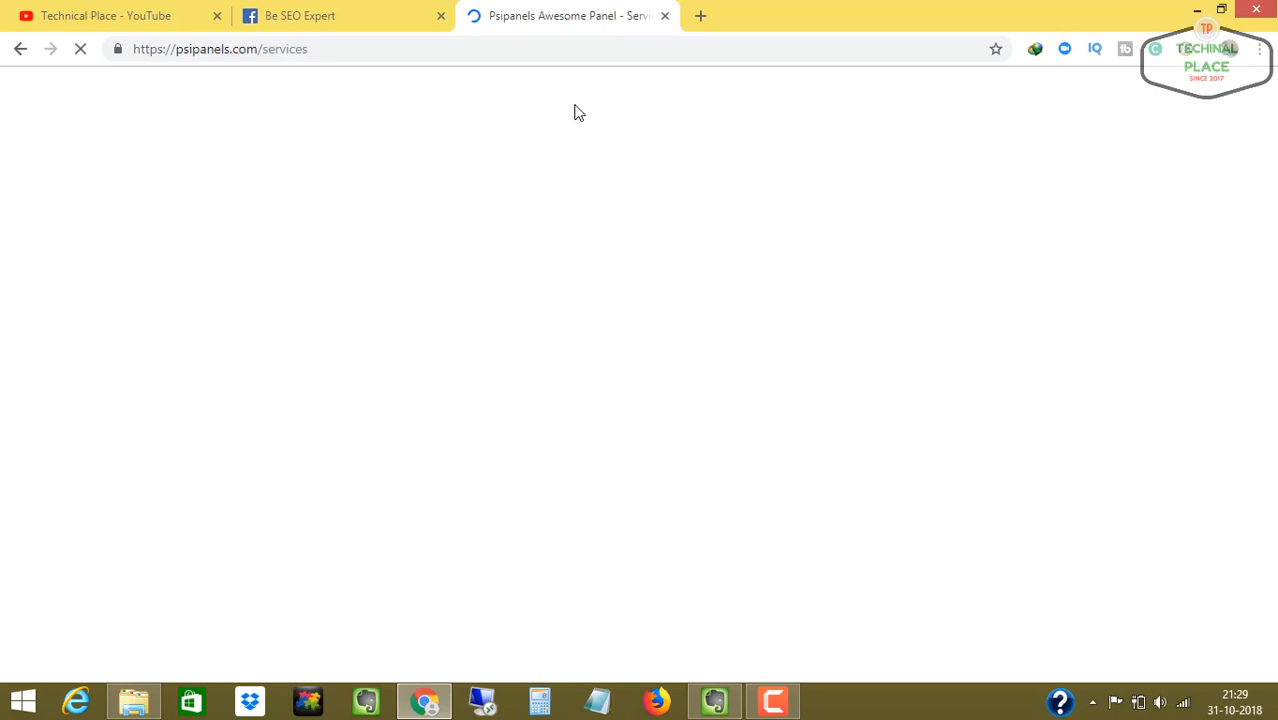 Technical Place - YouTube
Be SEO Expert
Psipanels Awesome Panel - Servi
https://psipanels.com/services
IQ
tb
C
TP
TECHINAL
PLACE
SINCE 2017
21:29
31-10-2018